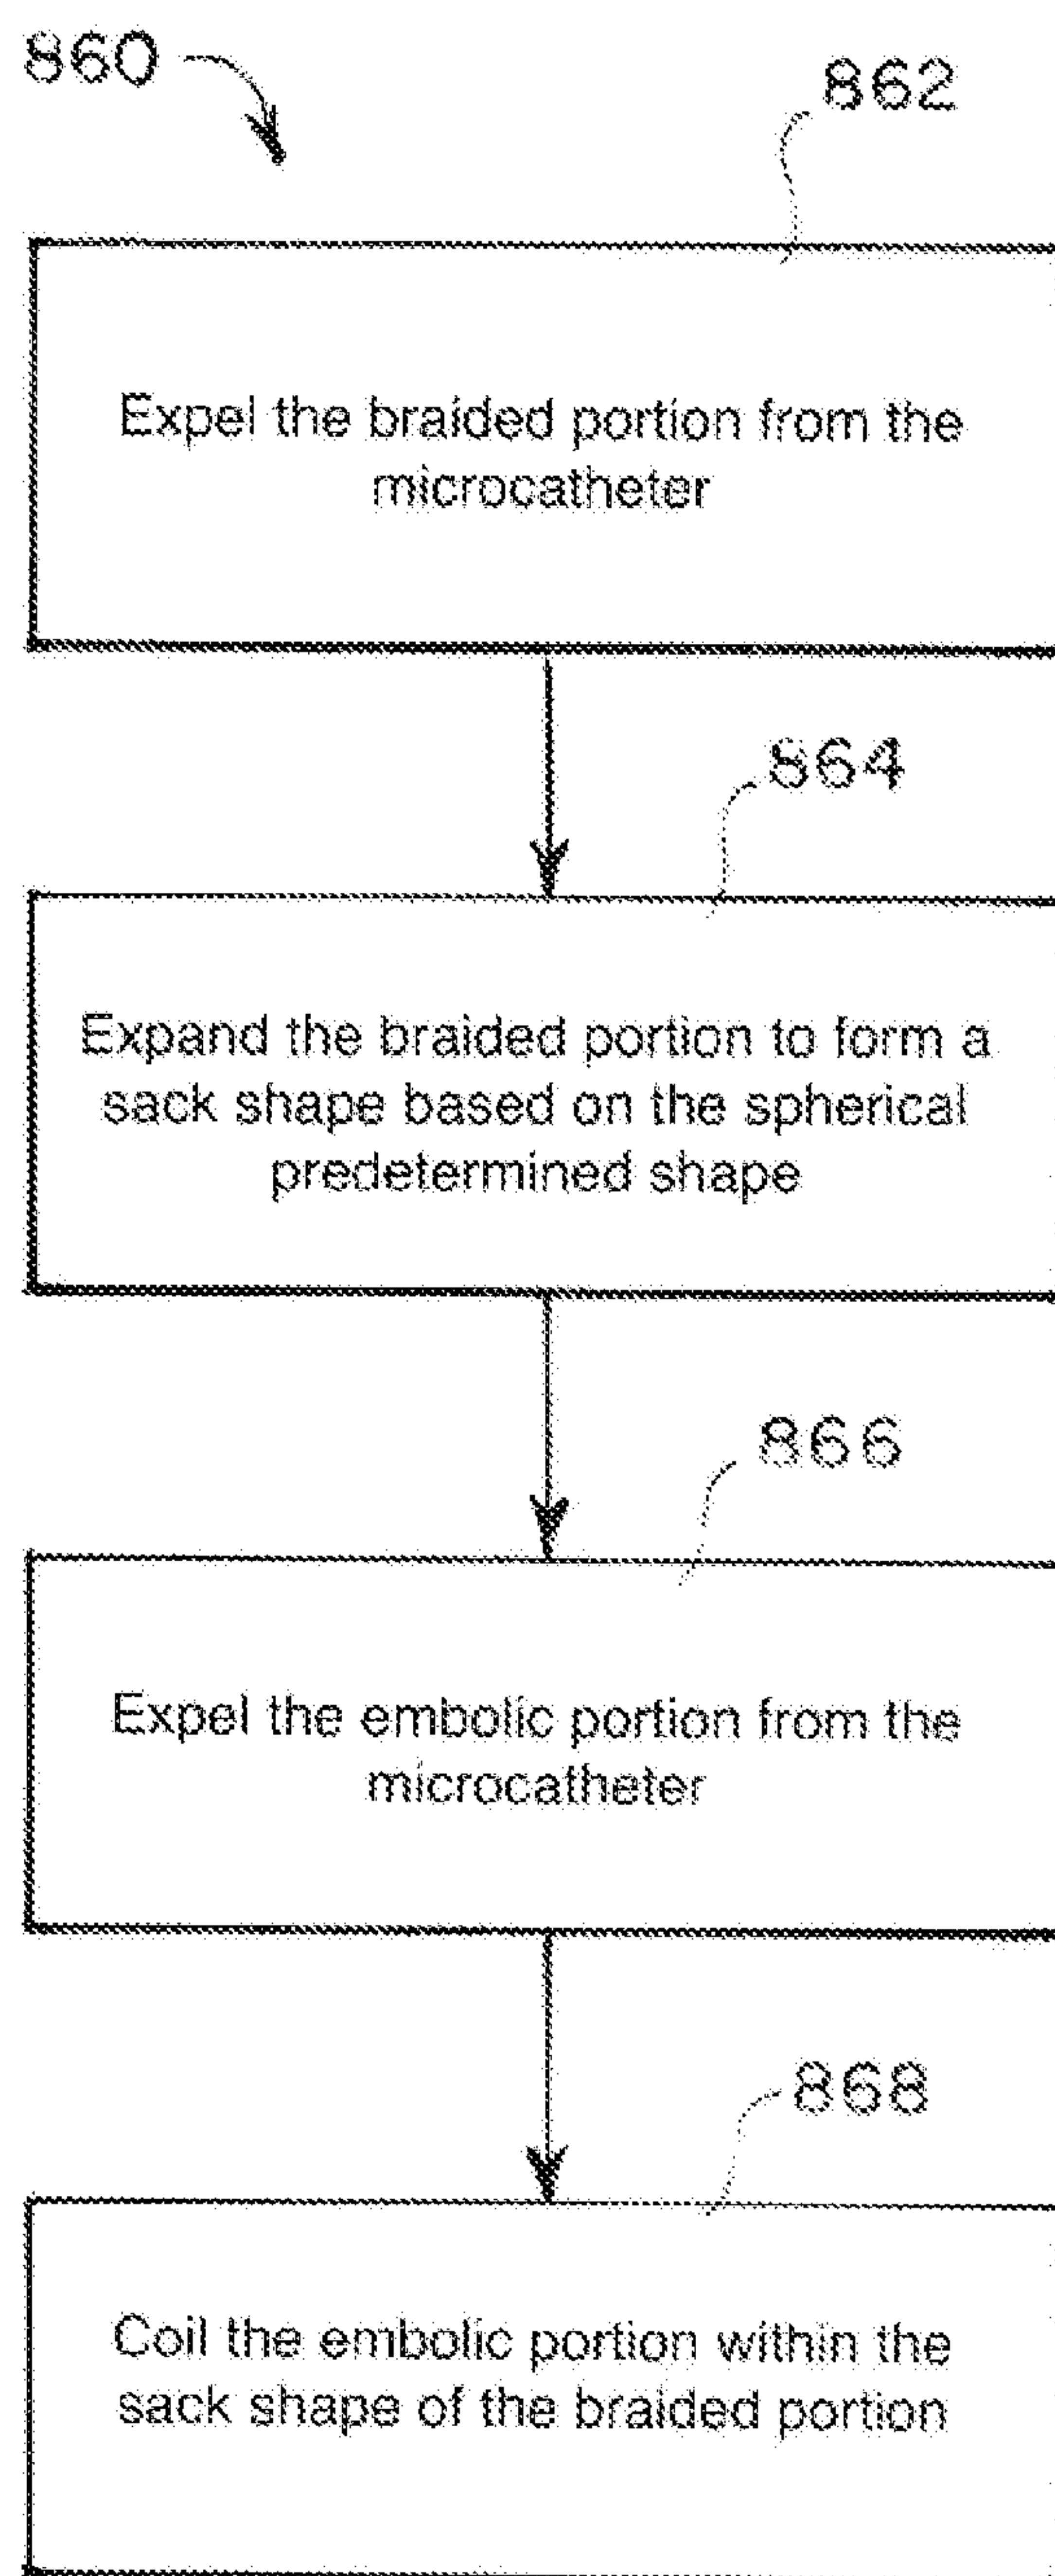 860
862
Expel the braided portion from the
microcatheter
864
Expand the braided portion to form a
sack shape based on the spherical
predetermined shape
866
Expel the embolic portion from the
microcatheter
868
Coil the embolic portion within the
sack shape of the braided portion